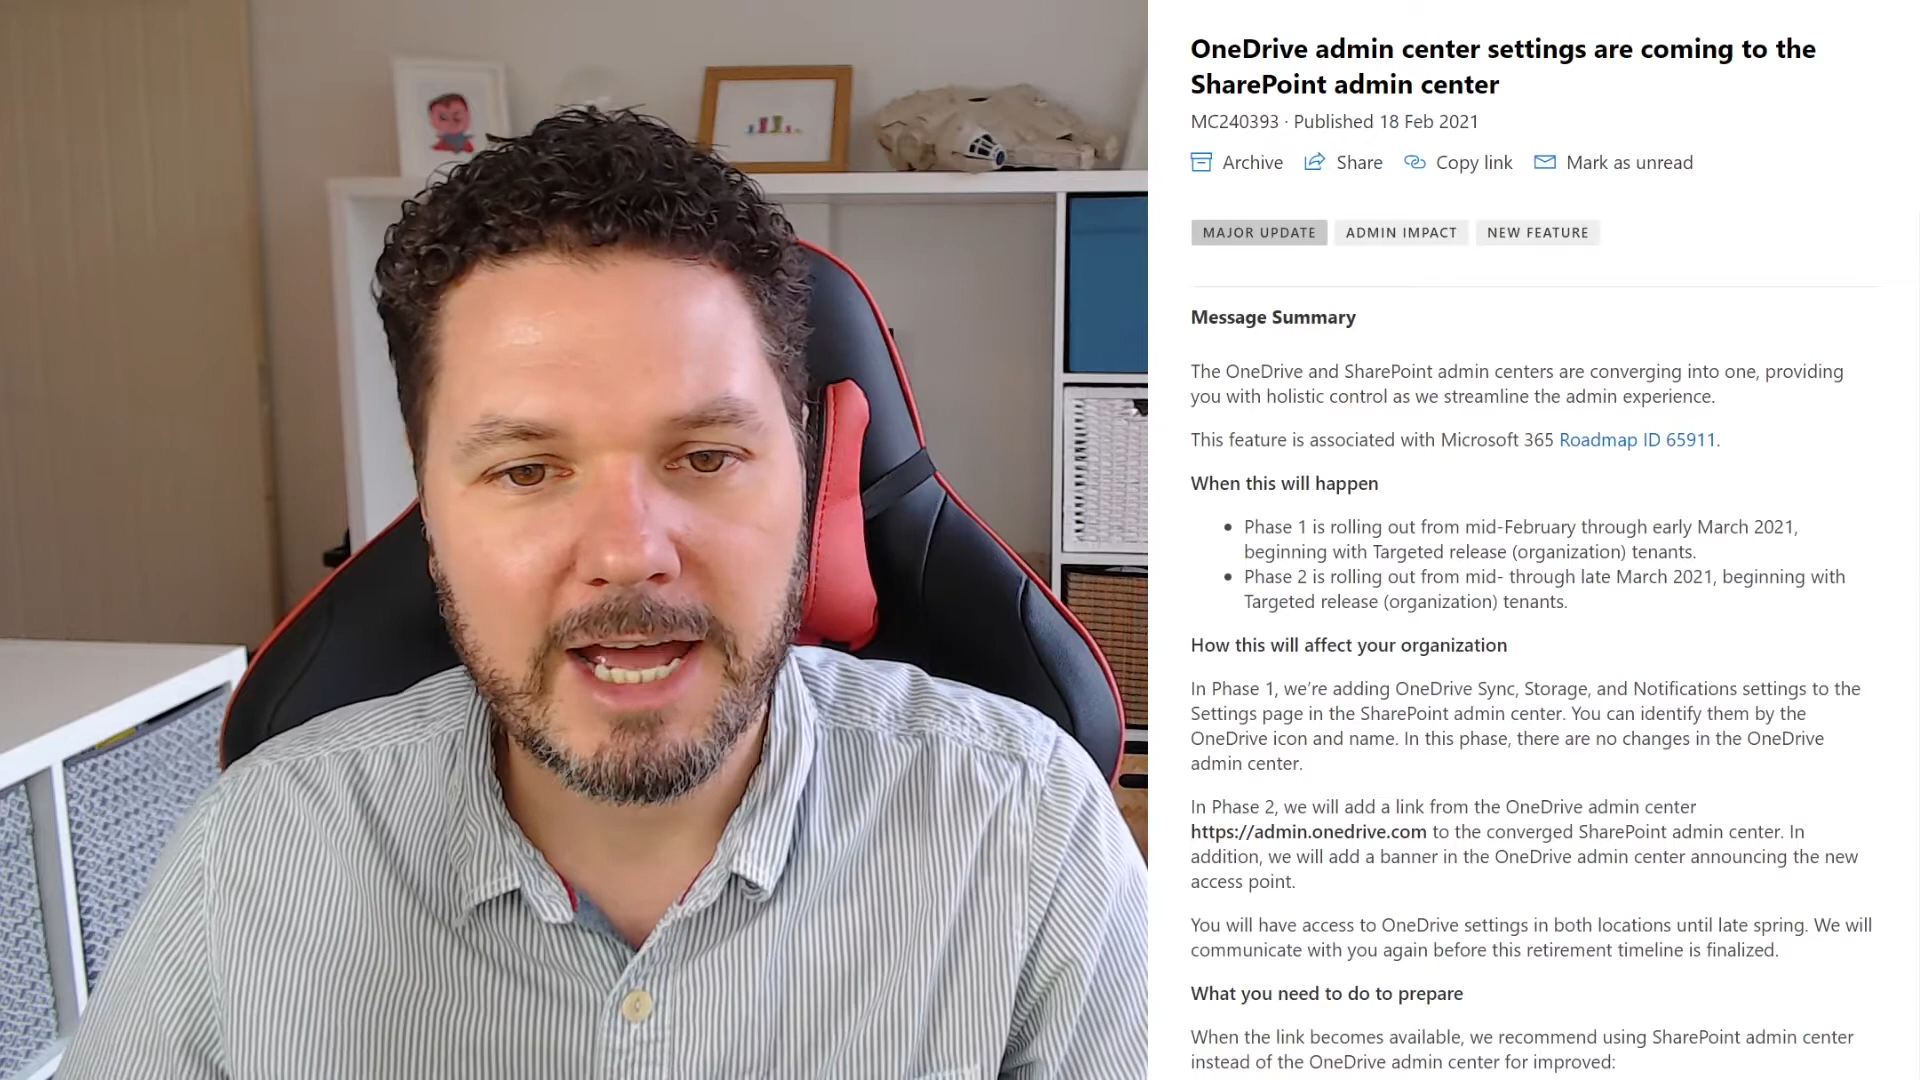 OneDrive admin center settings are coming to the
SharePoint admin center
MC240393 · Published 18 Feb 2021
Archive Share Copy link Mark as unread
MAJOR UPDATE ADMIN IMPACT NEW FEATURE
Message Summary
The OneDrive and SharePoint admin centers are converging into one, providing
you with holistic control as we streamline the admin experience.
This feature is associated with Microsoft 365 Roadmap ID 65911.
When this will happen
• Phase 1 is rolling out from mid-February through early March 2021,
beginning with Targeted release (organization) tenants.
• Phase 2 is rolling out from mid- through late March 2021, beginning with
Targeted release (organization) tenants.
How this will affect your organization
In Phase 1, we’re adding OneDrive Sync, Storage, and Notifications settings to the
Settings page in the SharePoint admin center. You can identify them by the
OneDrive icon and name. In this phase, there are no changes in the OneDrive
admin center.
In Phase 2, we will add a link from the OneDrive admin center
https://admin.onedrive.com to the converged SharePoint admin center. In
addition, we will add a banner in the OneDrive admin center announcing the new
access point.
You will have access to OneDrive settings in both locations until late spring. We will
communicate with you again before this retirement timeline is finalized.
What you need to do to prepare
When the link becomes available, we recommend using SharePoint admin center
instead of the OneDrive admin center for improved: